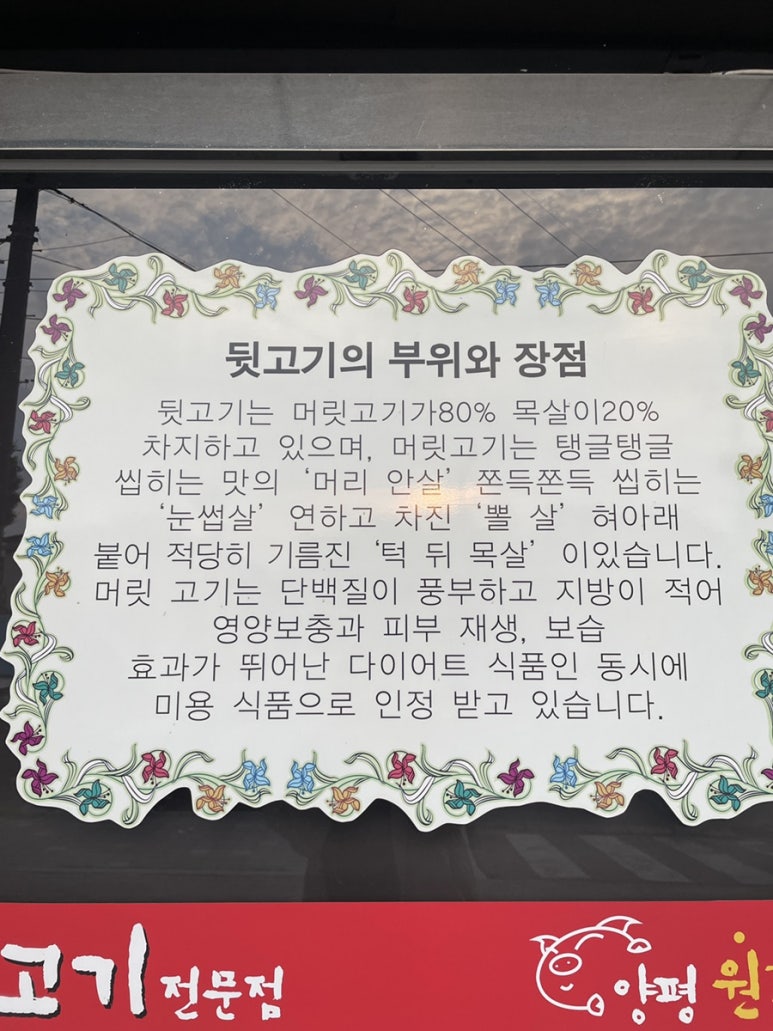 뒷고기의 부위와 장점
뒷고기는 머릿고기가80% 목살이20%
차지하고 있으며, 머릿고기는 탱글탱글
씹히는 맛의 '머리 안살' 쫀득쫀득 씹히는
'눈썹살' 연하고 차진 '뽈 살' 혀아래
붙어 적당히 기름진 '턱 뒤 목살' 이있습니다.
머릿 고기는 단백질이 풍부하고 지방이 적어
영양보충과 피부 재생, 보습
효과가 뛰어난 다이어트 식품인 동시에
미용 식품으로 인정 받고 있습니다.
고기 전문점
양평 원